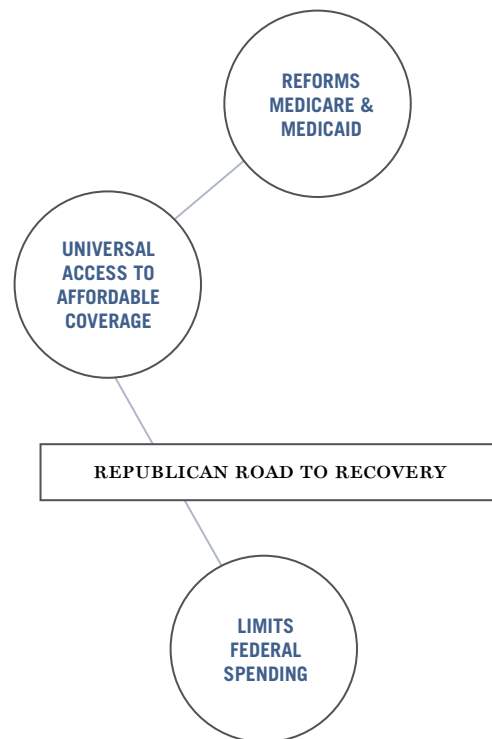 REFORMS
MEDICARE &
MEDICAID
UNIVERSAL
ACCESS TO
AFFORDABLE
COVERAGE
REPUBLICAN ROAD TO RECOVERY
LIMITS
FEDERAL
SPENDING